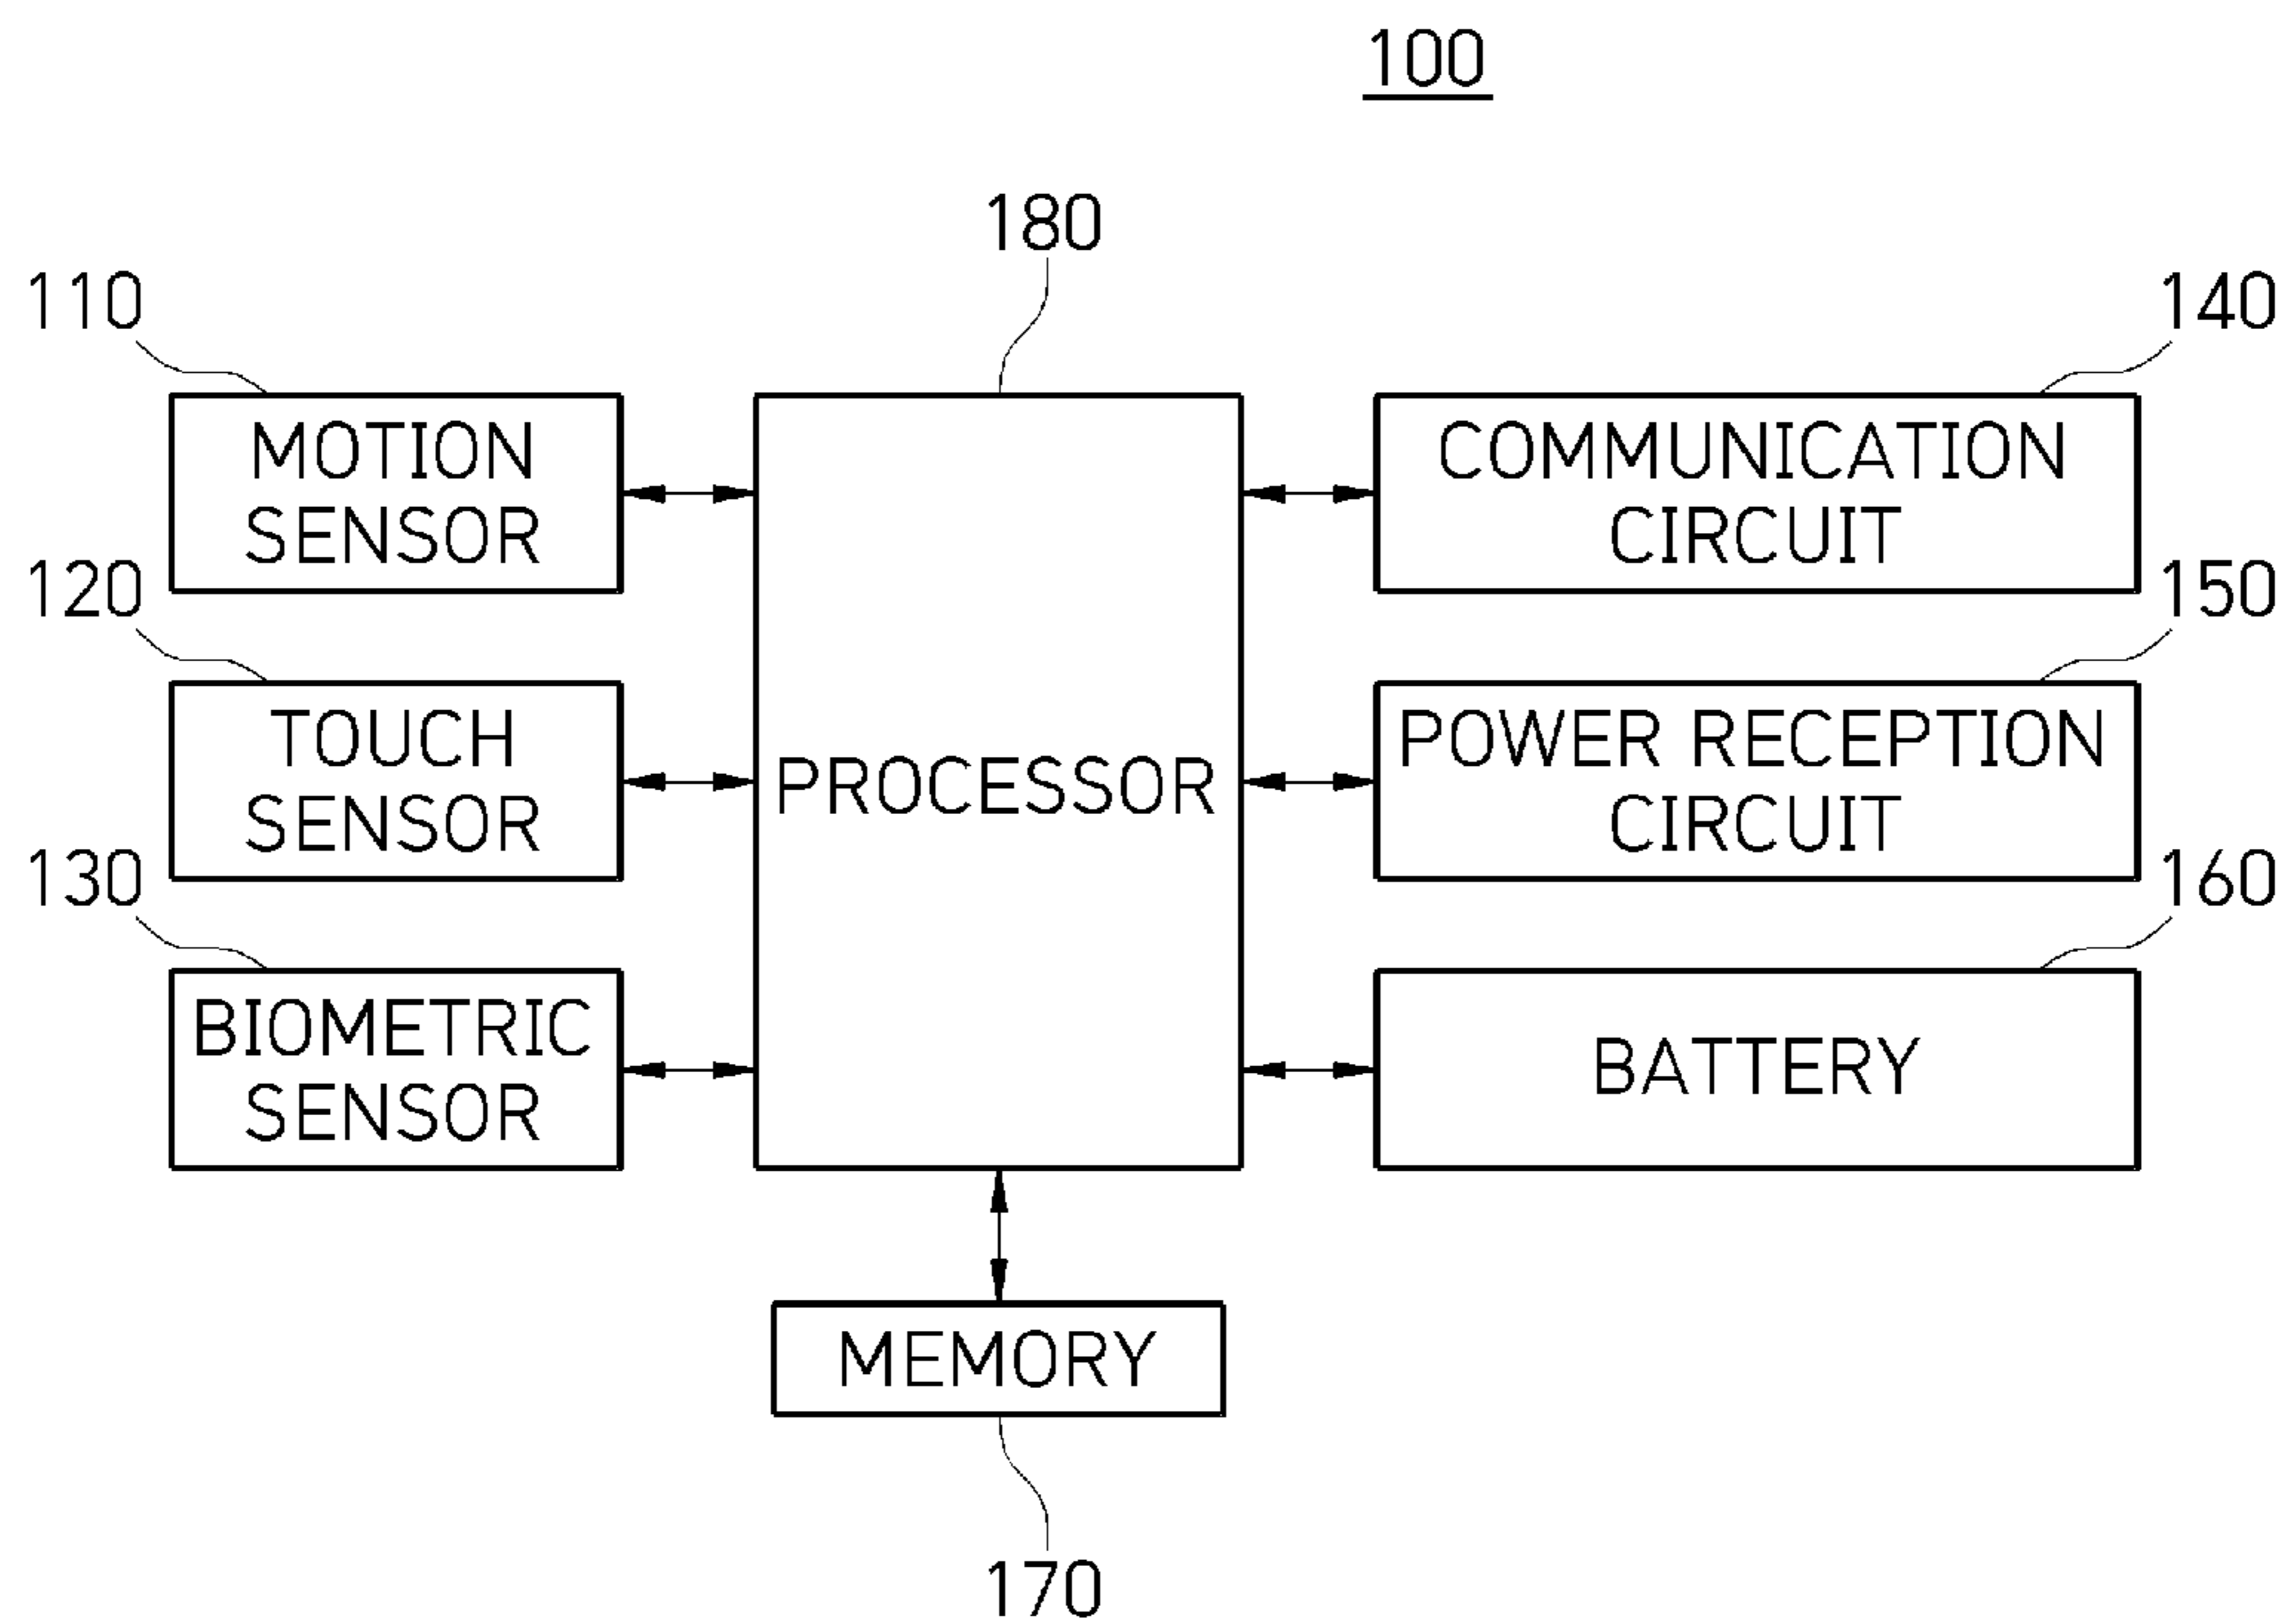 100
180
110
140
MOTION
SENSOR
COMMUNICATION
CIRCUIT
120
150
TOUCH
SENSOR
PROCESSOR
POWER RECEPTION
CIRCUIT
130
160
BIOMETRIC
SENSOR
BATTERY
MEMORY
170